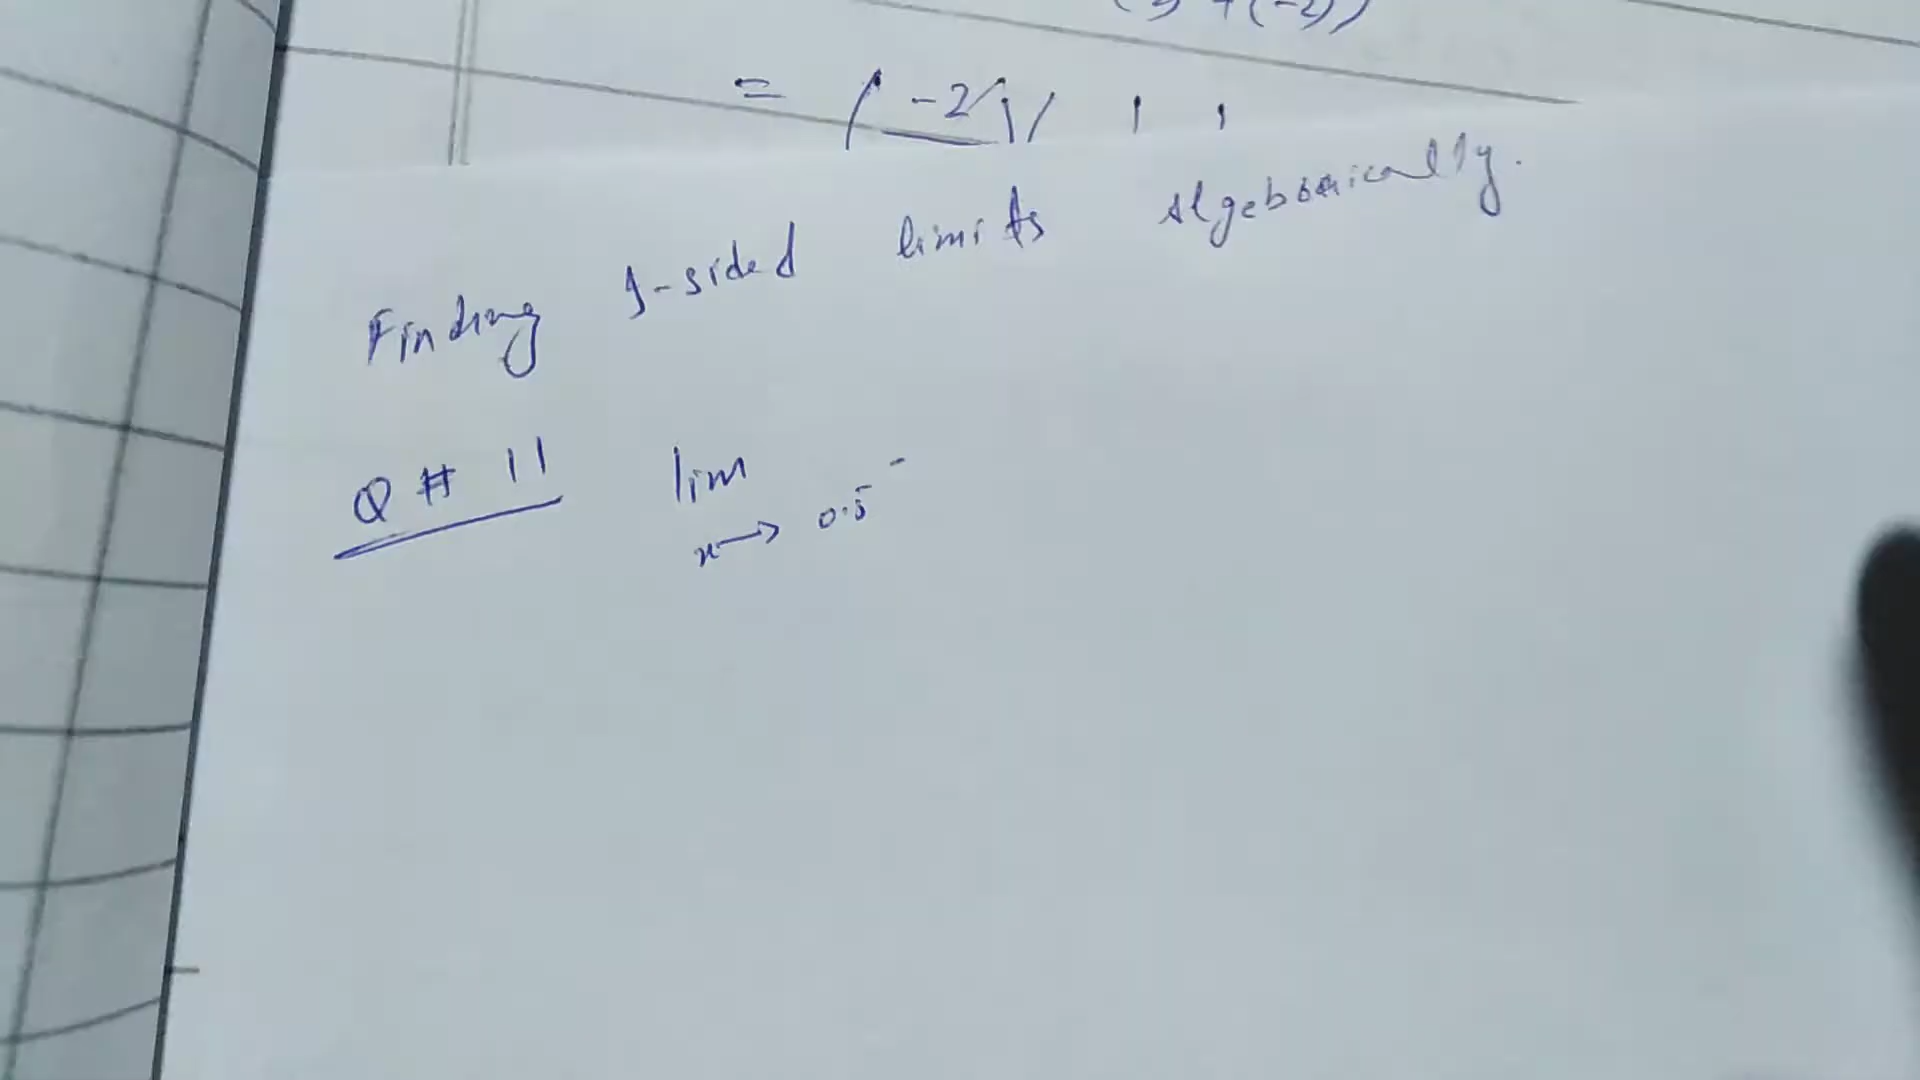 = ( -2
Finding 1-sided limits Algebraically.
Q # 11 lim
x→ 0.5⁻